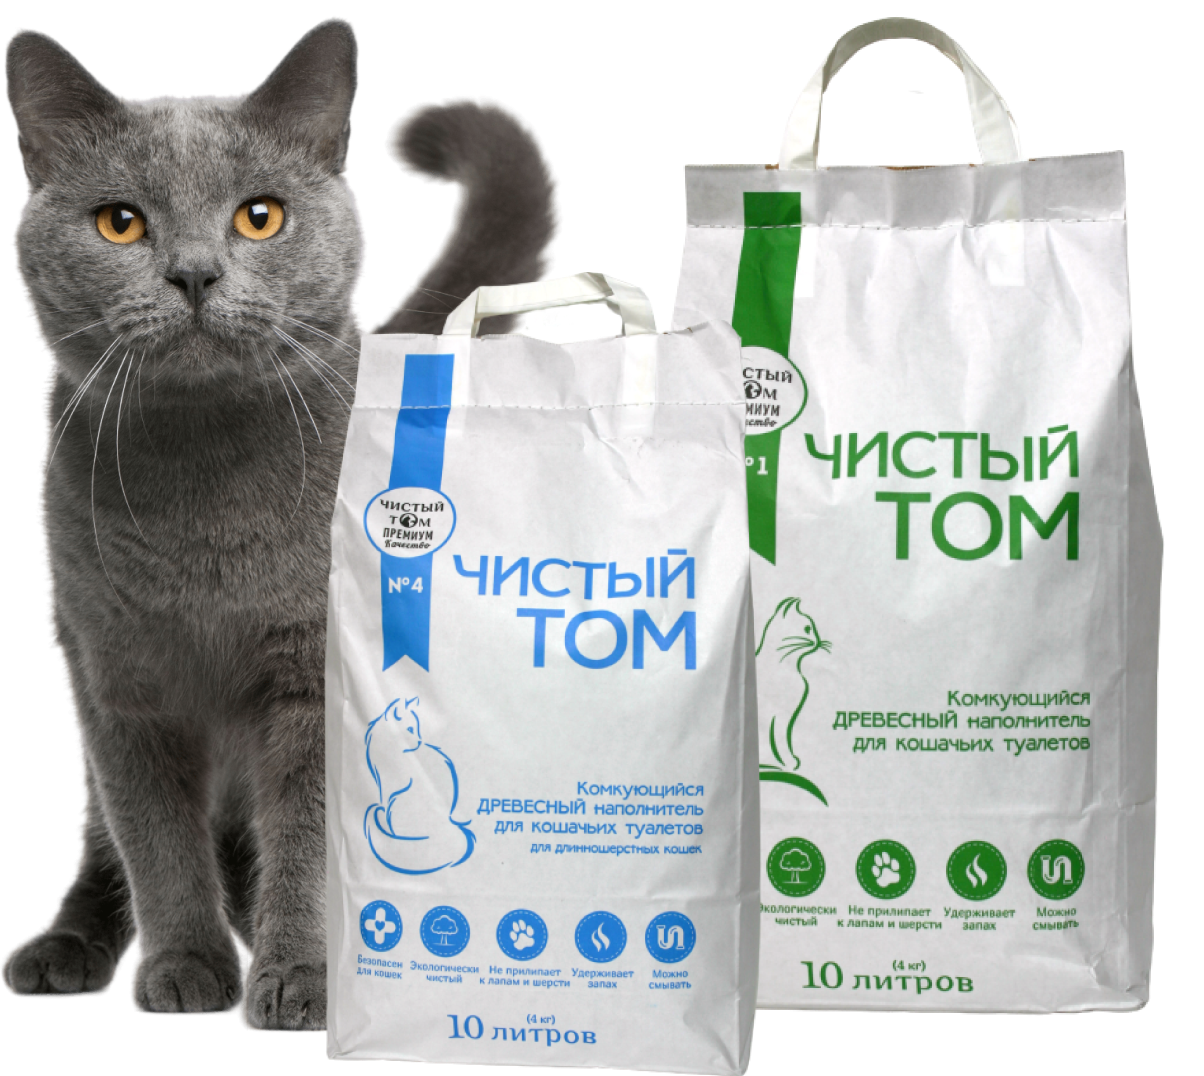 ЧИСТЫЙ
ТОМ
ПРЕМИУМ
Качество
№4
ЧИСТЫЙ
ТОМ
Комкующийся
ДРЕВЕСНЫЙ наполнитель
для кошачьих туалетов
для длинношерстных кошек
Безопасен
для кошек
Экологически
чистый
Не прилипает
к лапам и шерсти
Удерживает
запах
Можно
смывать
(4 кг)
10 литров
№1
ЧИСТЫЙ
ТОМ
Комкующийся
ДРЕВЕСНЫЙ наполнитель
для кошачьих туалетов
Экологически
чистый
Не прилипает
к лапам и шерсти
Удерживает
запах
Можно
смывать
(4 кг)
10 литров